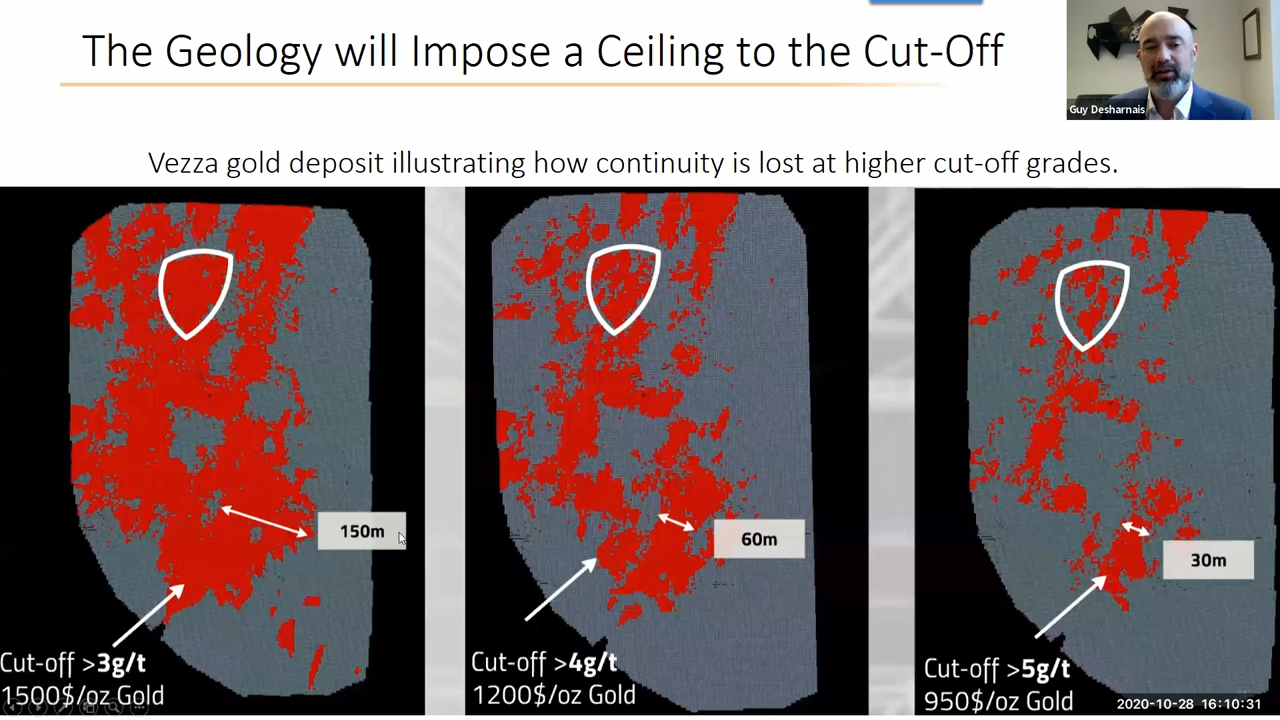 The Geology will Impose a Ceiling to the Cut-Off
Guy Desharnais
Vezza gold deposit illustrating how continuity is lost at higher cut-off grades.
150m
Cut-off >3g/t
1500$/oz Gold
60m
Cut-off >4g/t
1200$/oz Gold
30m
Cut-off >5g/t
950$/oz Gold
2020-10-28 16:10:31